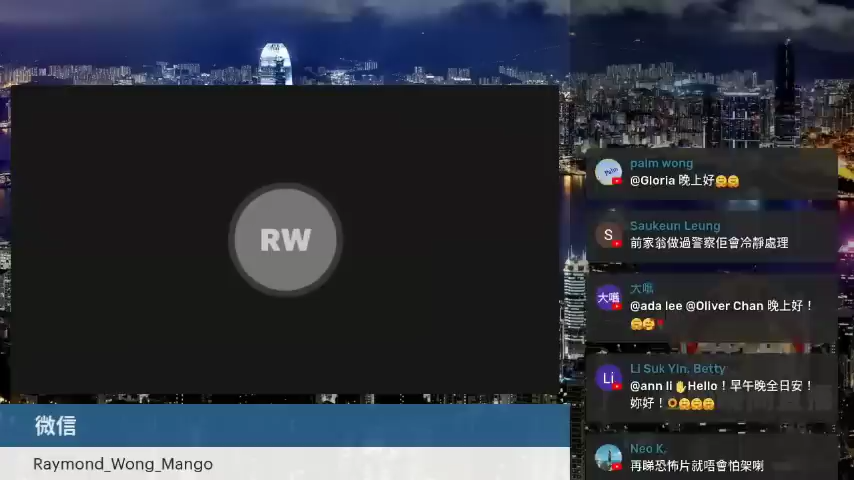 RW
微信
Raymond_Wong_Mango
Palm
palm wong
@Gloria 晚上好🤗🤗
S
Saukeun Leung
前家翁做過警察佢會冷靜處理
大嘅
@ada lee @Oliver Chan 晚上好！
Li
Li Suk Yin. Betty
@ann li✋Hello！早午晚全日安！
妳好！🌻🤗🤗🤗
Neo K.
再睇恐怖片就唔會怕架喇